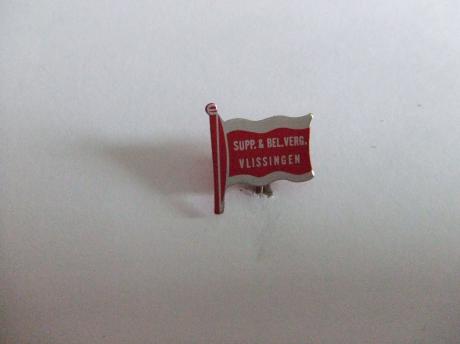 SUPP. & BEL.VERG.
VLISSINGEN